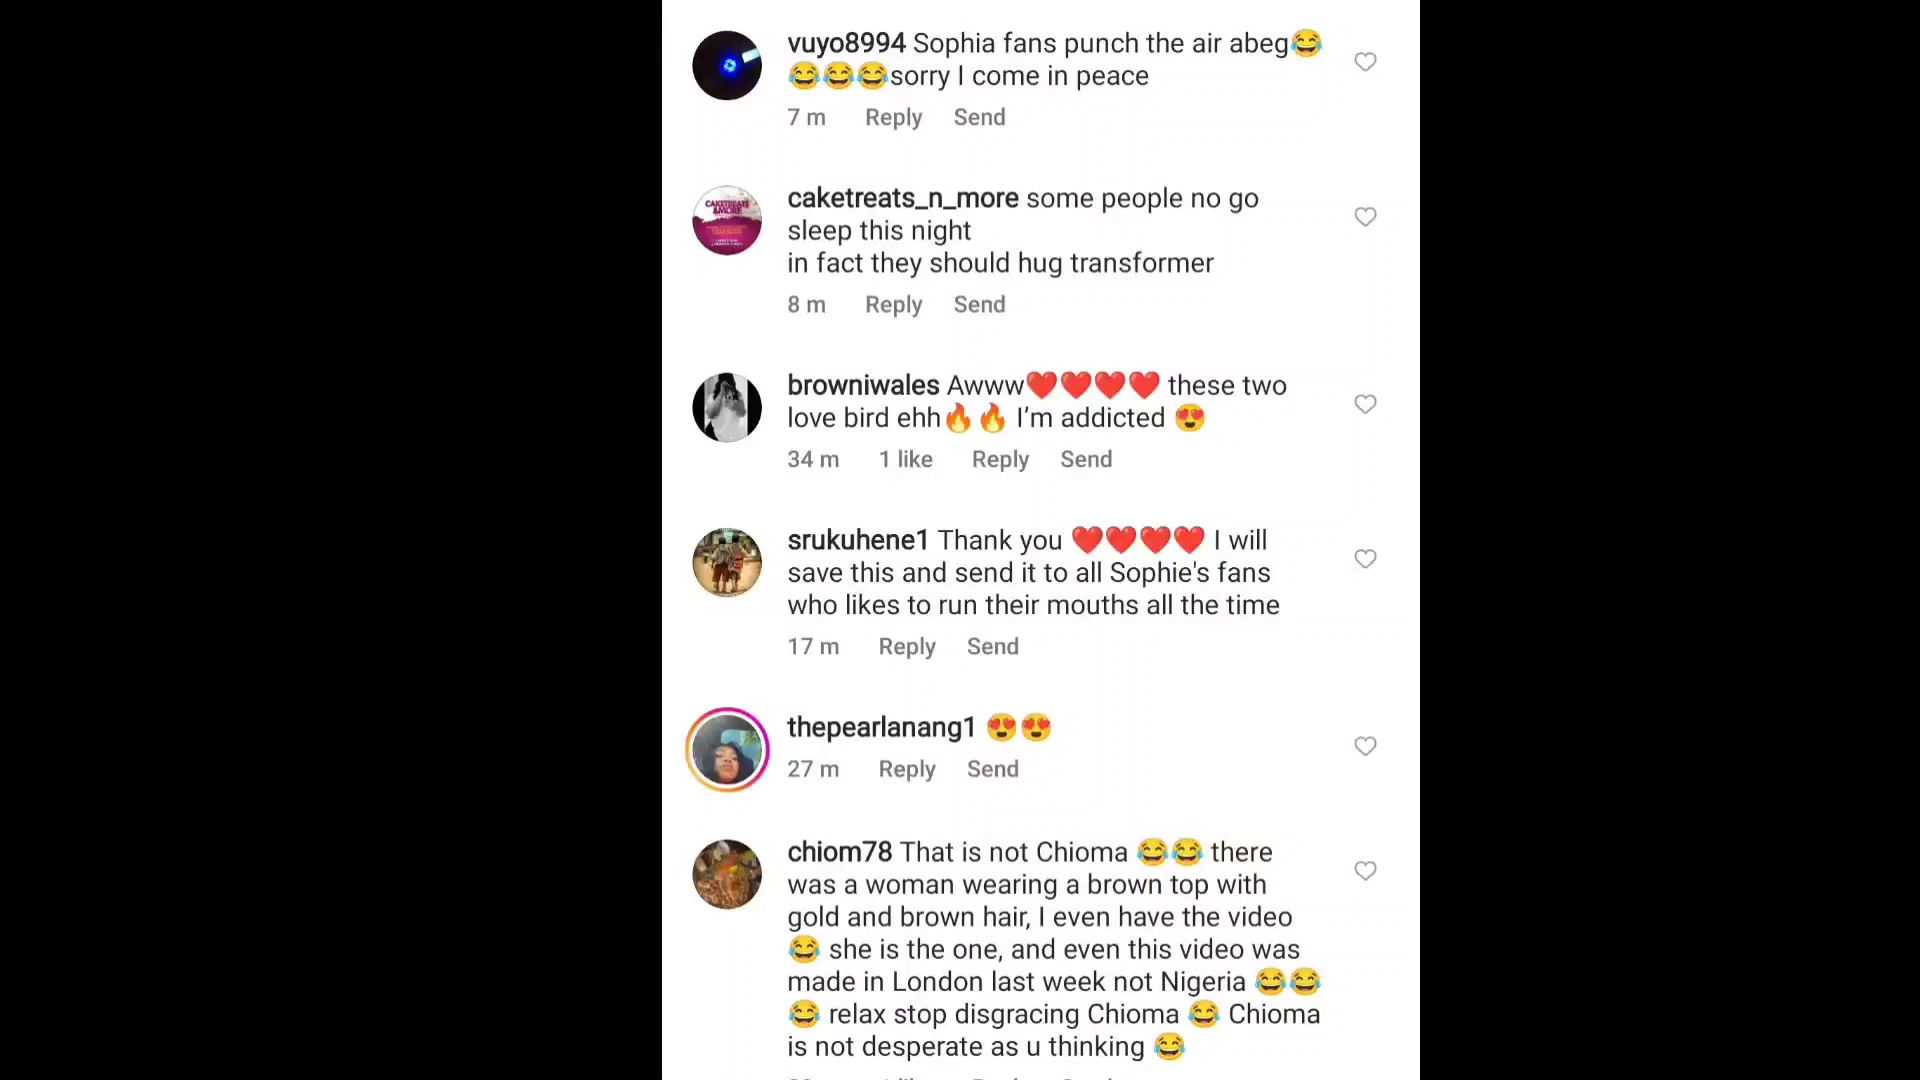 vuyo8994 Sophia fans punch the air abeg😂
😂😂😂sorry I come in peace
7 m Reply Send
CAKETREATS
&MORE
caketreats_n_more some people no go
sleep this night
in fact they should hug transformer
8 m Reply Send
browniwales Awww❤️❤️❤️❤️ these two
love bird ehh🔥🔥 I’m addicted 😍
34 m 1 like Reply Send
srukuhene1 Thank you ❤️❤️❤️❤️ I will
save this and send it to all Sophie's fans
who likes to run their mouths all the time
17 m Reply Send
thepearlanang1 😍😍
27 m Reply Send
chiom78 That is not Chioma 😂😂 there
was a woman wearing a brown top with
gold and brown hair, I even have the video
😂 she is the one, and even this video was
made in London last week not Nigeria 😂😂
😂 relax stop disgracing Chioma 😂 Chioma
is not desperate as u thinking 😂